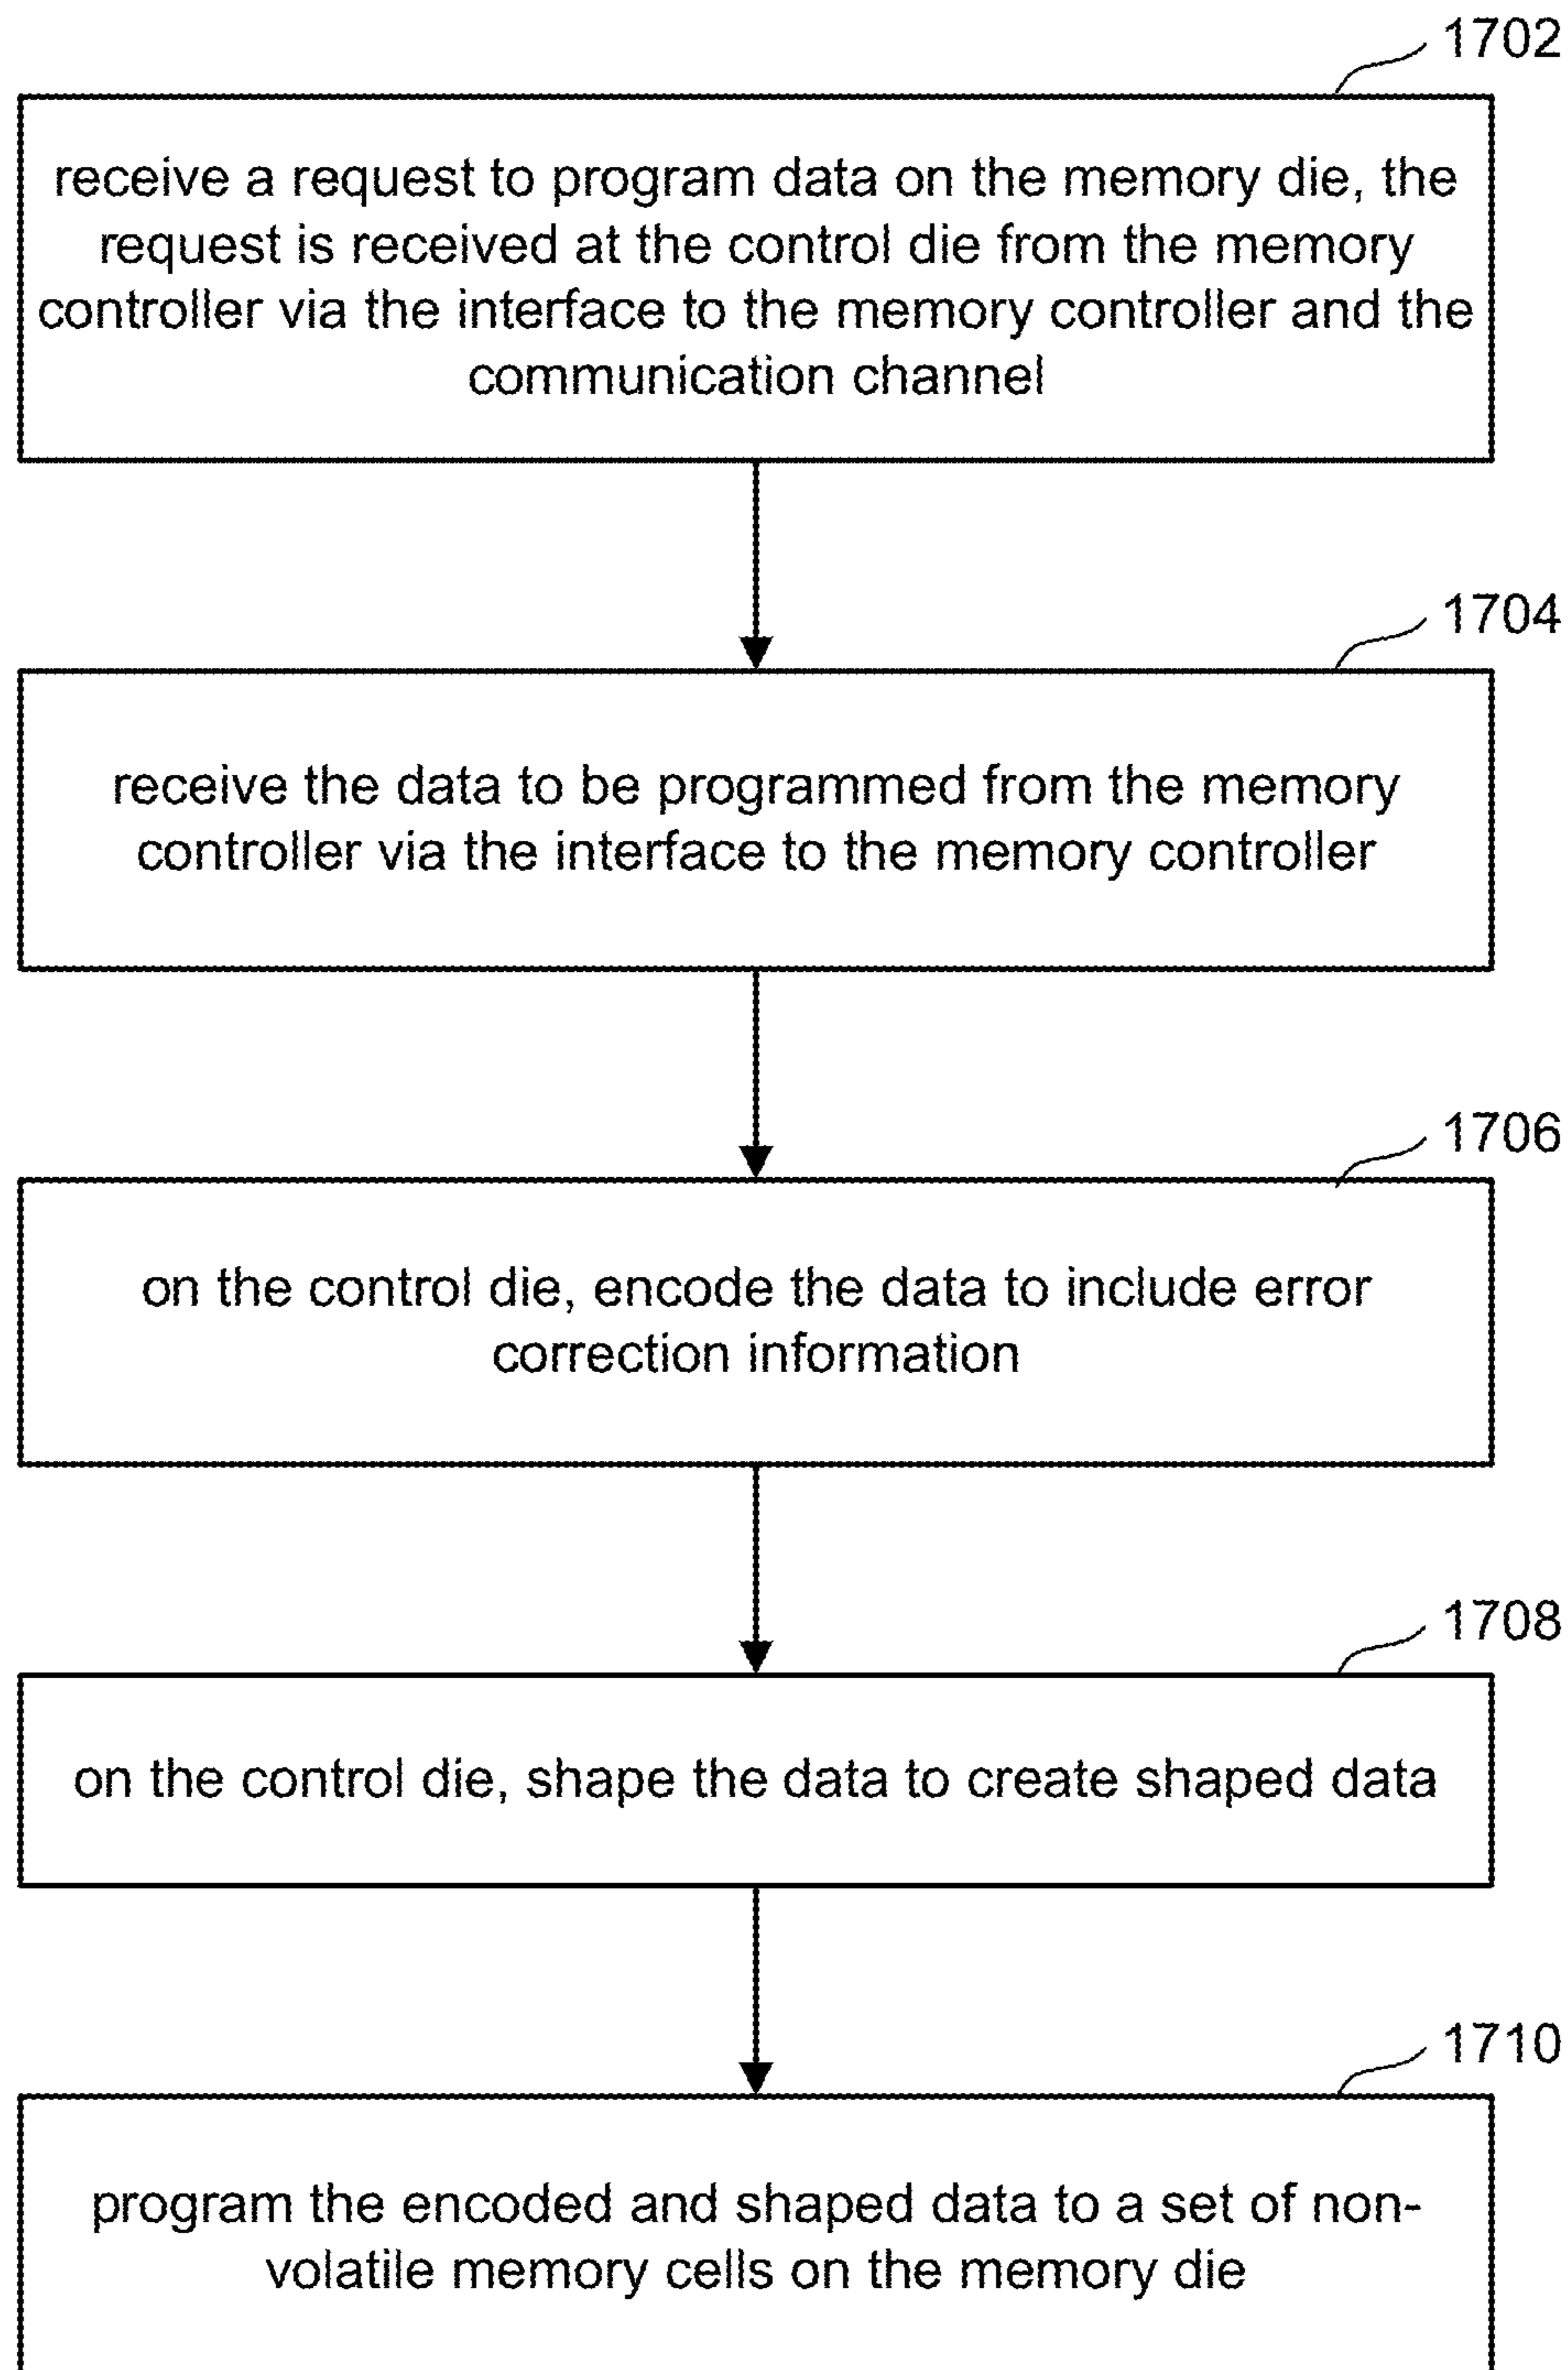 1702
receive a request to program data on the memory die, the
request is received at the control die from the memory
controller via the interface to the memory controller and the
communication channel
1704
receive the data to be programmed from the memory
controller via the interface to the memory controller
1706
on the control die, encode the data to include error
correction information
1708
on the control die, shape the data to create shaped data
1710
program the encoded and shaped data to a set of non-
volatile memory cells on the memory die